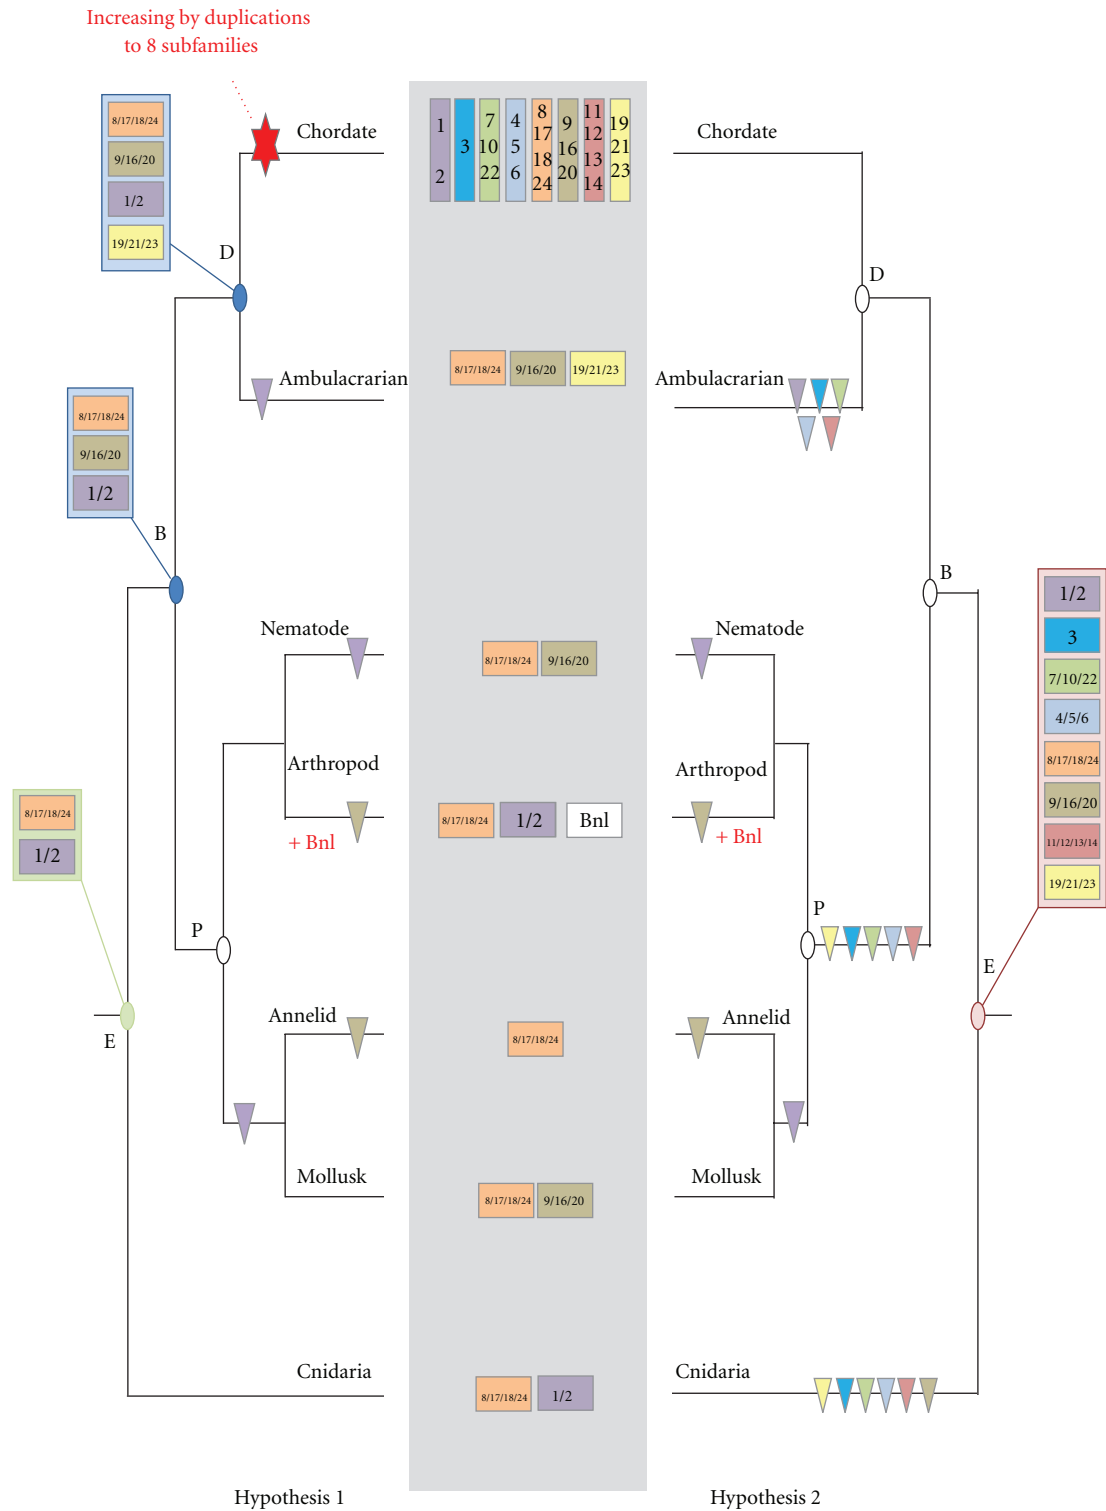 Increasing by duplications
to 8 subfamilies
8/17/18/24
9/16/20
1/2
19/21/23
D
Chordate
1
2
3
7
10
22
4
5
6
8
17
18
24
9
16
20
11
12
13
14
19
21
23
Chordate
D
Ambulacrarian
8/17/18/24
9/16/20
19/21/23
Ambulacrarian
8/17/18/24
9/16/20
1/2
B
Nematode
8/17/18/24
9/16/20
Nematode
B
Arthropod
+ Bnl
8/17/18/24
1/2
Bnl
Arthropod
+ Bnl
1/2
3
7/10/22
4/5/6
8/17/18/24
9/16/20
11/12/13/14
19/21/23
8/17/18/24
1/2
P
P
E
E
Annelid
8/17/18/24
Annelid
Mollusk
8/17/18/24
9/16/20
Mollusk
Cnidaria
8/17/18/24
1/2
Cnidaria
Hypothesis 1
Hypothesis 2